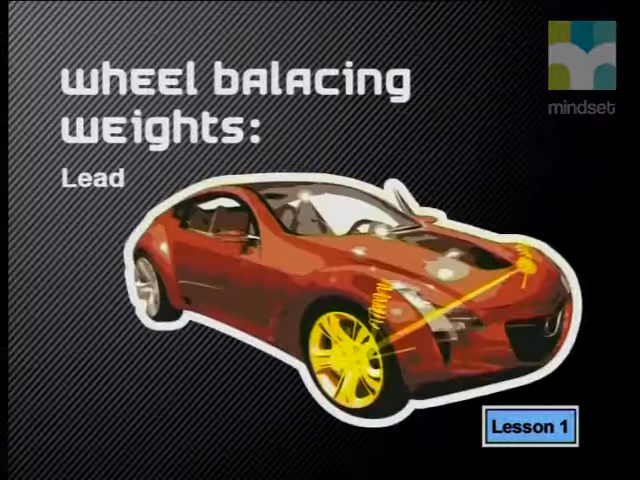 wheel balacing
weights:
Lead
mindset
Lesson 1